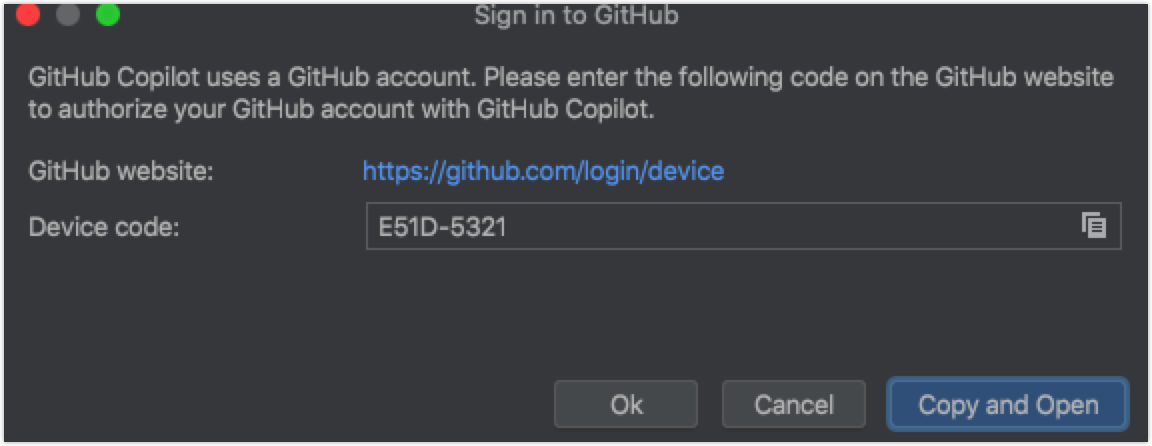 Sign in to GitHub
GitHub Copilot uses a GitHub account. Please enter the following code on the GitHub website
to authorize your GitHub account with GitHub Copilot.
GitHub website: https://github.com/login/device
Device code: E51D-5321
Ok Cancel Copy and Open